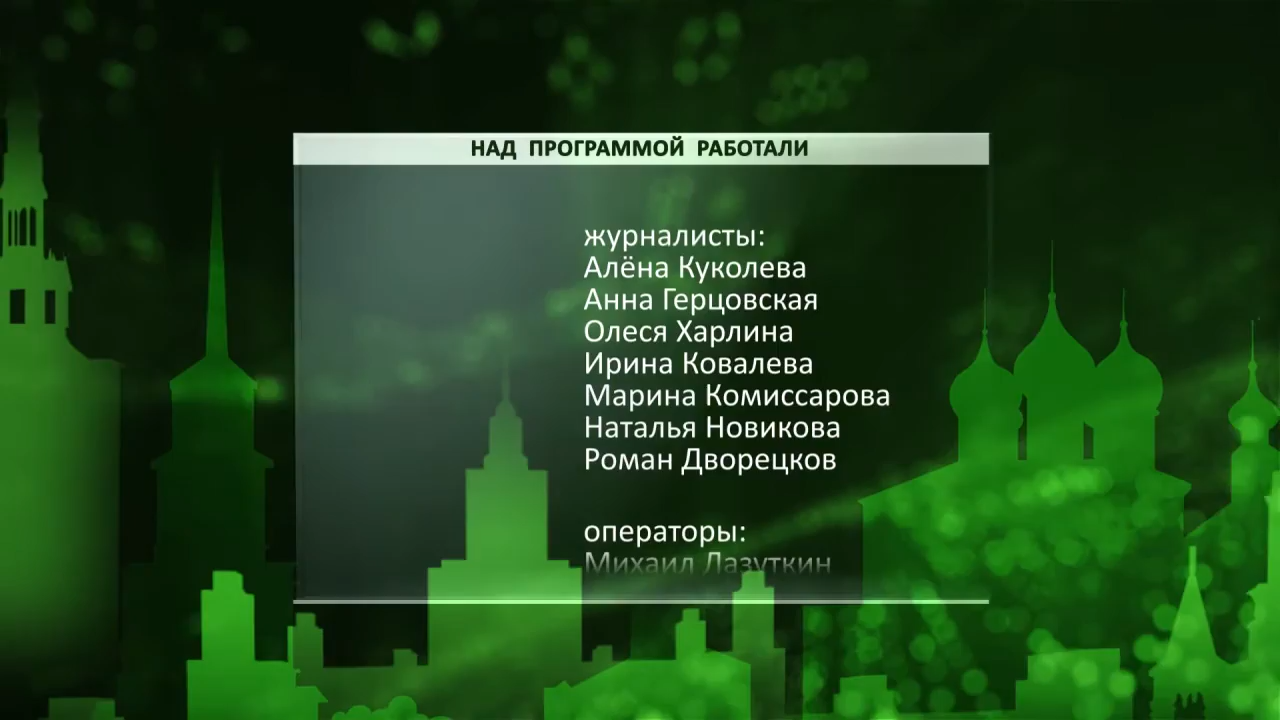 НАД ПРОГРАММОЙ РАБОТАЛИ
журналисты:
Алёна Куколева
Анна Герцовская
Олеся Харлина
Ирина Ковалева
Марина Комиссарова
Наталья Новикова
Роман Дворецков
операторы:
Михаил Лазуткин